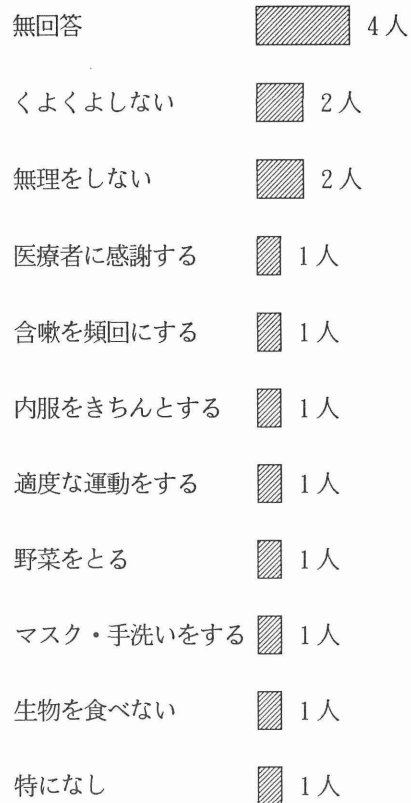 無回答 4人
くよくよしない 2人
無理をしない 2人
医療者に感謝する 1人
含嗽を頻回にする 1人
内服をきちんとする 1人
適度な運動をする 1人
野菜をとる 1人
マスク・手洗いをする 1人
生物を食べない 1人
特になし 1人